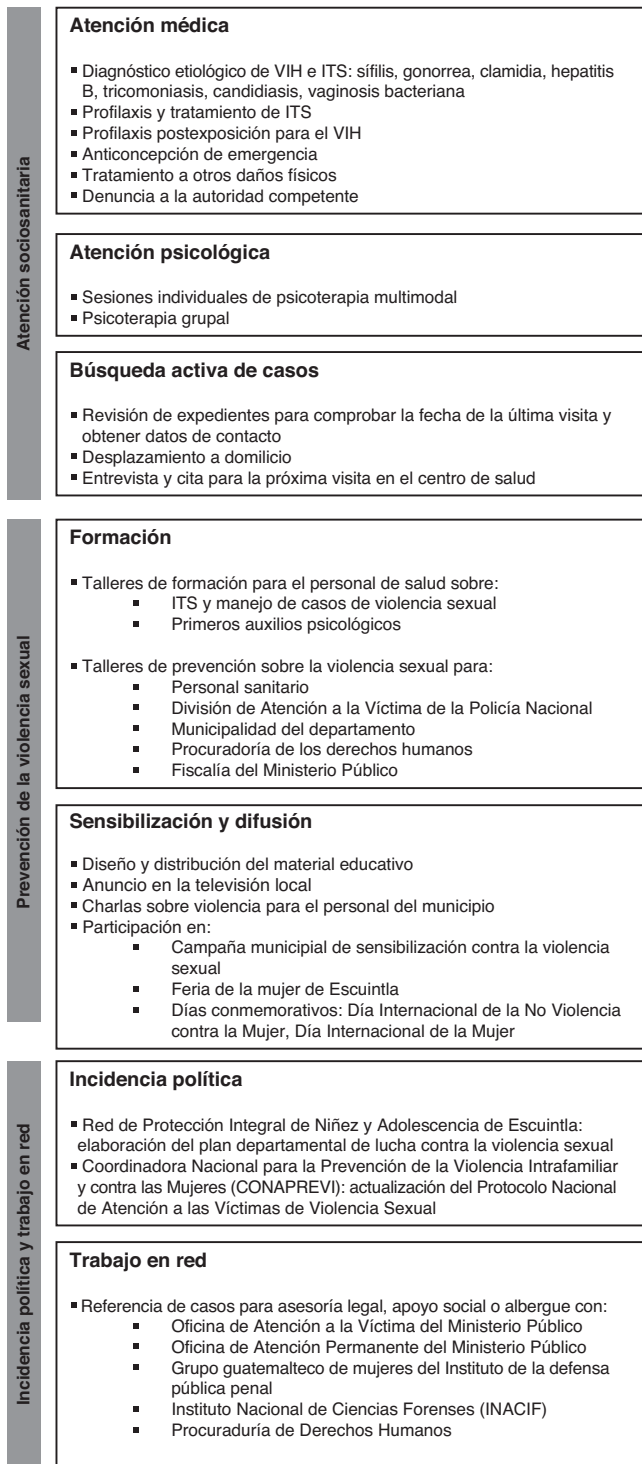 Atención sociosanitaria
Atención médica
▪ Diagnóstico etiológico de VIH e ITS: sífilis, gonorrea, clamidia, hepatitis
B, tricomoniasis, candidiasis, vaginosis bacteriana
▪ Profilaxis y tratamiento de ITS
▪ Profilaxis postexposición para el VIH
▪ Anticoncepción de emergencia
▪ Tratamiento a otros daños físicos
▪ Denuncia a la autoridad competente
Atención psicológica
▪ Sesiones individuales de psicoterapia multimodal
▪ Psicoterapia grupal
Búsqueda activa de casos
▪ Revisión de expedientes para comprobar la fecha de la última visita y
obtener datos de contacto
▪ Desplazamiento a domicilio
▪ Entrevista y cita para la próxima visita en el centro de salud
Prevención de la violencia sexual
Formación
▪ Talleres de formación para el personal de salud sobre:
▪ ITS y manejo de casos de violencia sexual
▪ Primeros auxilios psicológicos
▪ Talleres de prevención sobre la violencia sexual para:
▪ Personal sanitario
▪ División de Atención a la Víctima de la Policía Nacional
▪ Municipalidad del departamento
▪ Procuradoría de los derechos humanos
▪ Fiscalía del Ministerio Público
Sensibilización y difusión
▪ Diseño y distribución del material educativo
▪ Anuncio en la televisión local
▪ Charlas sobre violencia para el personal del municipio
▪ Participación en:
▪ Campaña municipial de sensibilización contra la violencia
sexual
▪ Feria de la mujer de Escuintla
▪ Días conmemorativos: Día Internacional de la No Violencia
contra la Mujer, Día Internacional de la Mujer
Incidencia política y trabajo en red
Incidencia política
▪ Red de Protección Integral de Niñez y Adolescencia de Escuintla:
elaboración del plan departamental de lucha contra la violencia sexual
▪ Coordinadora Nacional para la Prevención de la Violencia Intrafamiliar
y contra las Mujeres (CONAPREVI): actualización del Protocolo Nacional
de Atención a las Víctimas de Violencia Sexual
Trabajo en red
▪ Referencia de casos para asesoría legal, apoyo social o albergue con:
▪ Oficina de Atención a la Víctima del Ministerio Público
▪ Oficina de Atención Permanente del Ministerio Público
▪ Grupo guatemalteco de mujeres del Instituto de la defensa
pública penal
▪ Instituto Nacional de Ciencias Forenses (INACIF)
▪ Procuraduría de Derechos Humanos